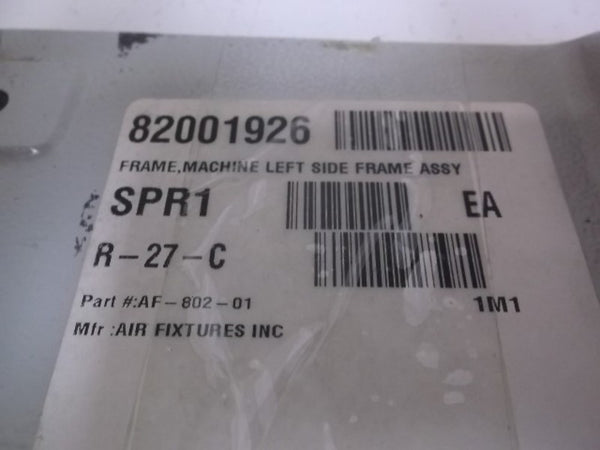 82001926
FRAME,MACHINE LEFT SIDE FRAME ASSY
SPR1 EA
R-27-C
Part #:AF-802-01 1M1
Mfr :AIR FIXTURES INC